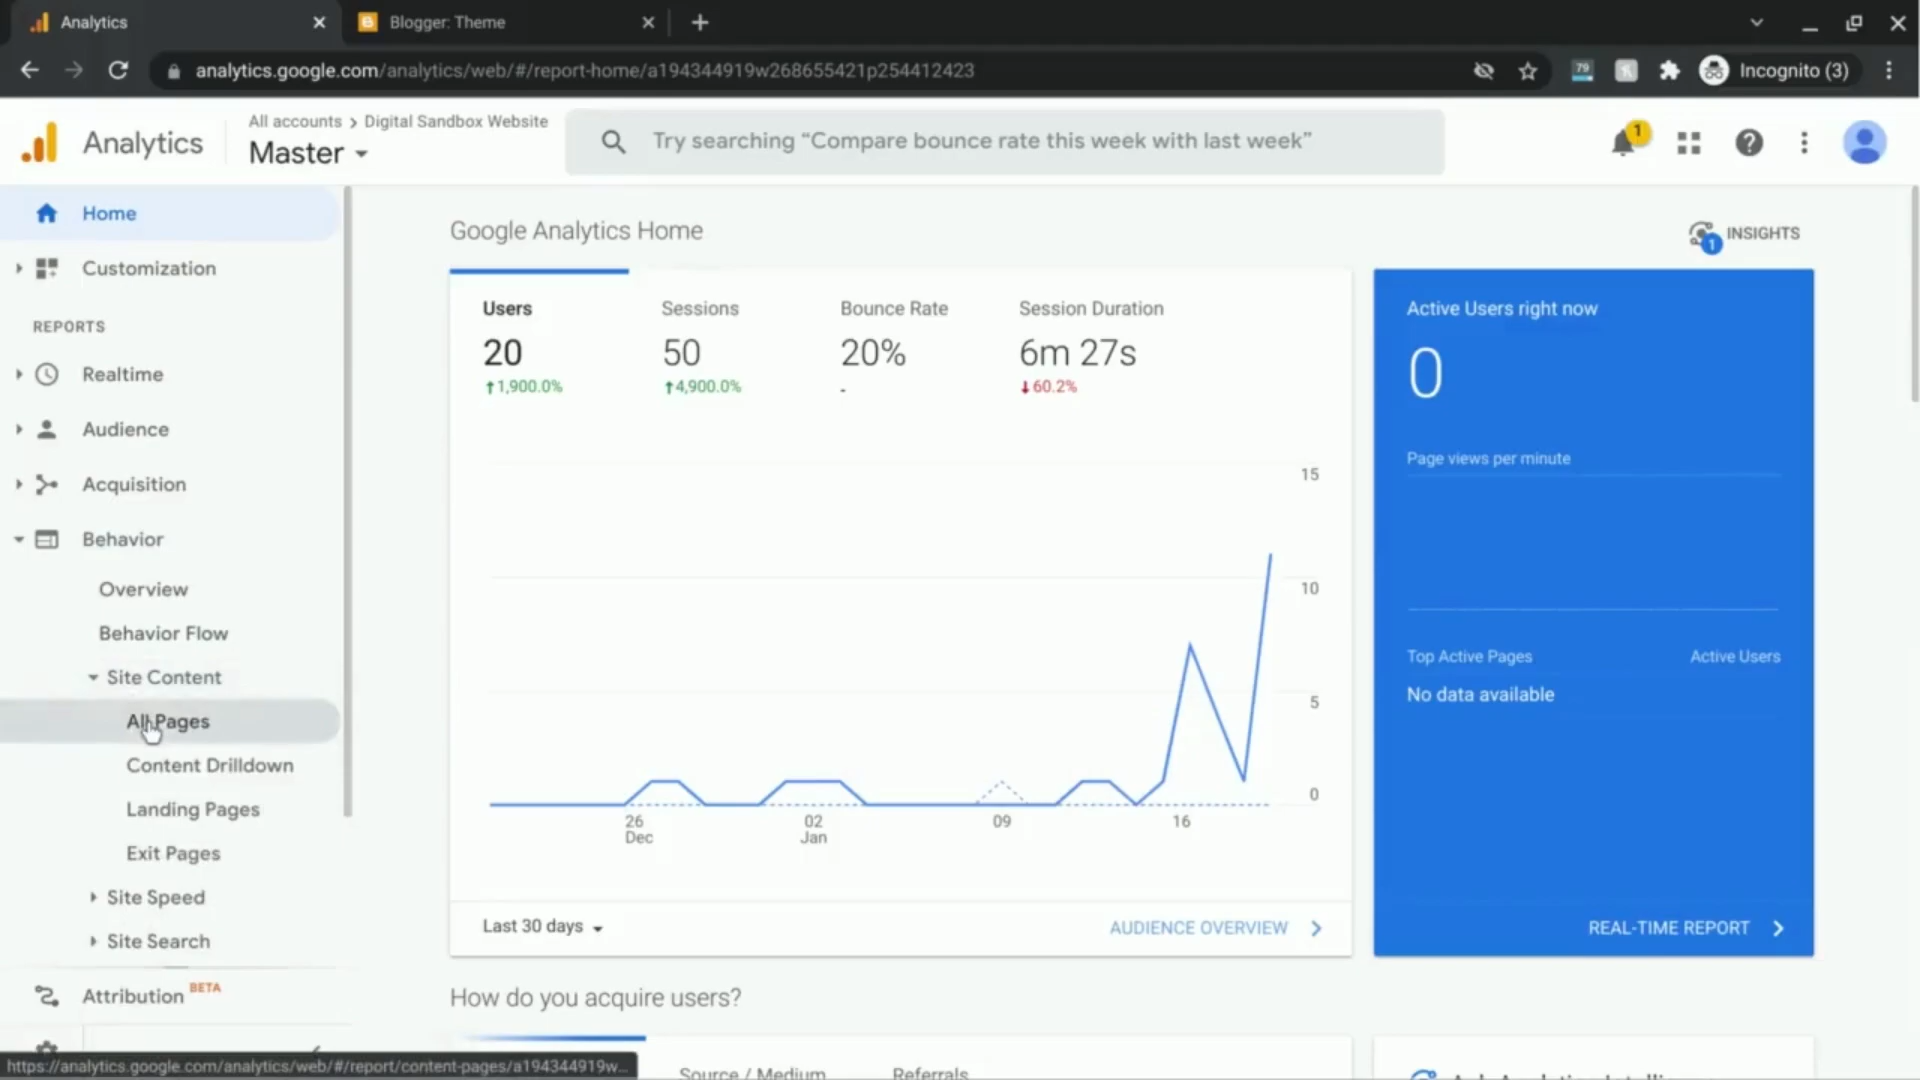 Analytics
Blogger: Theme
analytics.google.com/analytics/web/#/report-home/a194344919w268655421p254412423
79
Incognito (3)
Analytics
All accounts > Digital Sandbox Website
Master
Try searching “Compare bounce rate this week with last week”
1
Home
Customization
REPORTS
Realtime
Audience
Acquisition
Behavior
Overview
Behavior Flow
Site Content
All Pages
Content Drilldown
Landing Pages
Exit Pages
Site Speed
Site Search
Attribution BETA
Google Analytics Home
1 INSIGHTS
Users
20
1,900.0%
Sessions
50
4,900.0%
Bounce Rate
20%
-
Session Duration
6m 27s
60.2%
15
10
5
0
26 Dec
02 Jan
09
16
Last 30 days
AUDIENCE OVERVIEW
Active Users right now
0
Page views per minute
Top Active Pages
Active Users
No data available
REAL-TIME REPORT
How do you acquire users?
Source / Medium
Referrals
https://analytics.google.com/analytics/web/#/report/content-pages/a194344919w...